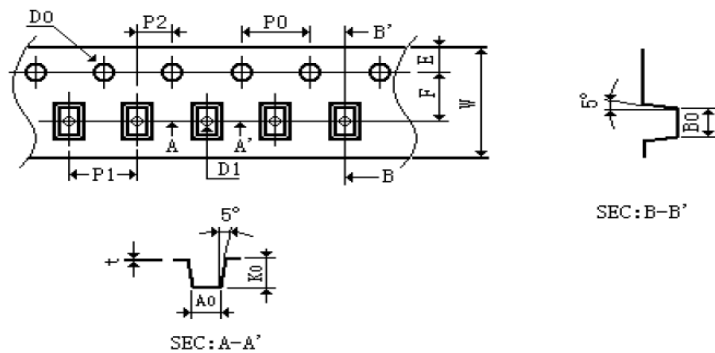 D0
P2
P0
B'
E
F
W
A
A'
P1
D1
B
5°
B0
SEC:B-B'
5°
t
A0
K0
SEC:A-A'